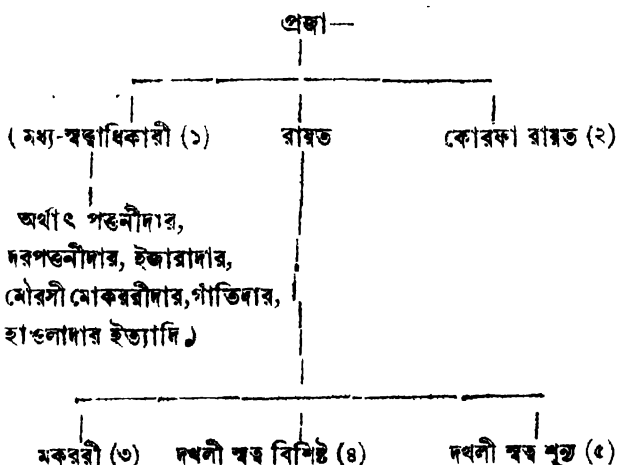 প্রজা—
( মধ্য-স্বত্বাধিকারী (১) রায়ত কোরফা রায়ত (২)
অর্থাৎ পত্তনীদার,
দরপত্তনীদার, ইজারাদার,
মৌরসী মোকররীদার, গাঁতিদার,
হাওলাদার ইত্যাদি )
মকররী (৩) দখলী স্বত্ব বিশিষ্ট (৪) দখলী স্বত্ব শূন্য (৫)